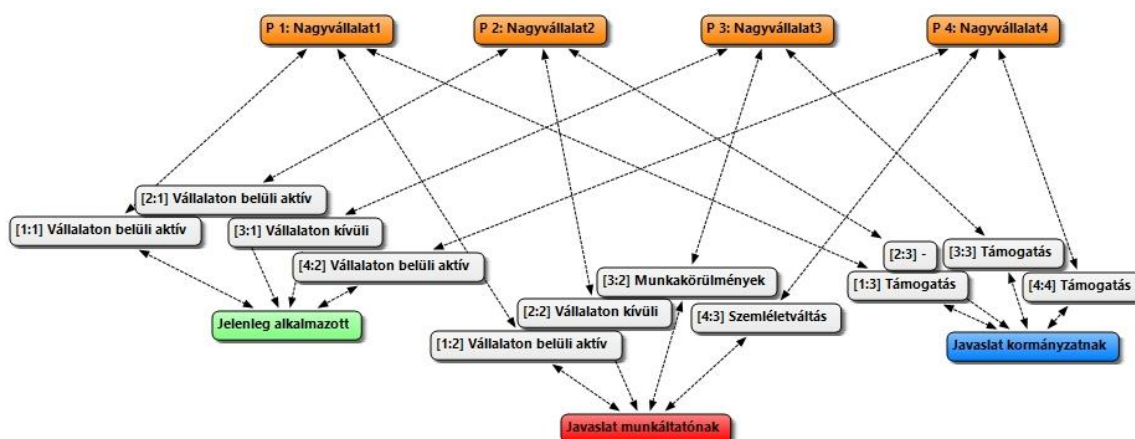 P 1: Nagyvállalat1
P 2: Nagyvállalat2
P 3: Nagyvállalat3
P 4: Nagyvállalat4
[2:1] Vállalaton belüli aktív
[1:1] Vállalaton belüli aktív
[3:1] Vállalaton kívüli
[4:2] Vállalaton belüli aktív
[2:3] -
[3:3] Támogatás
[3:2] Munkakörülmények
[1:3] Támogatás
[4:4] Támogatás
[2:2] Vállalaton kívüli
[4:3] Szemléletváltás
Jelenleg alkalmazott
[1:2] Vállalaton belüli aktív
Javaslat kormányzatnak
Javaslat munkáltatónak